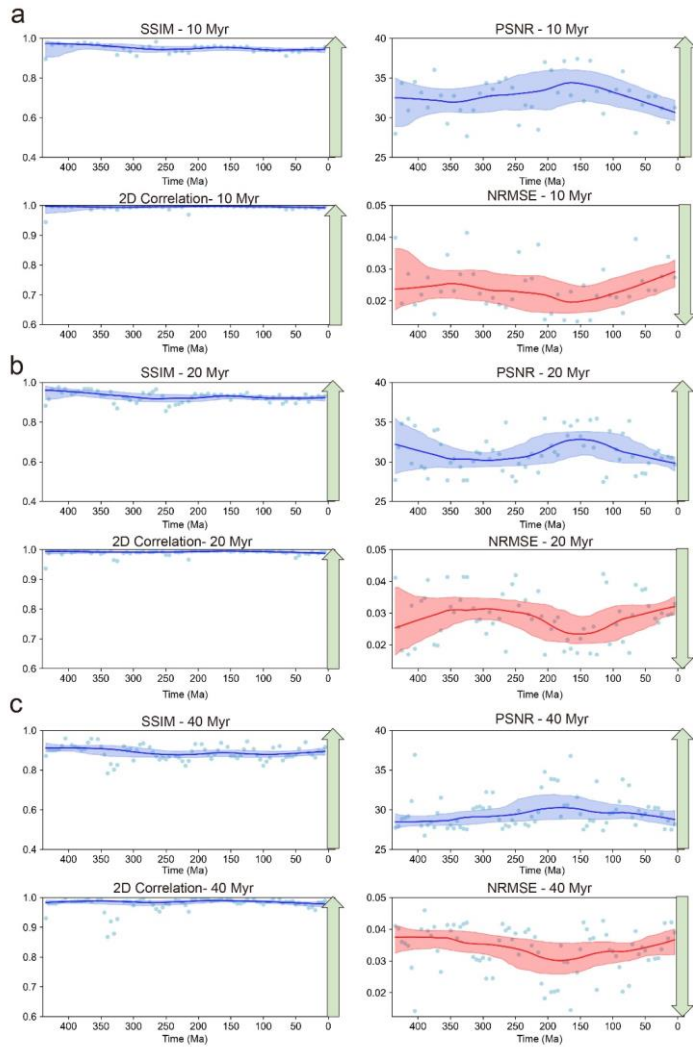 a
SSIM - 10 Myr
1.0
0.8
0.6
0.4
400 350 300 250 200 150 100 50 0
Time (Ma)
PSNR - 10 Myr
40
35
30
25
400 350 300 250 200 150 100 50 0
Time (Ma)
2D Correlation- 10 Myr
1.0
0.9
0.8
0.7
0.6
400 350 300 250 200 150 100 50 0
Time (Ma)
NRMSE - 10 Myr
0.05
0.04
0.03
0.02
400 350 300 250 200 150 100 50 0
Time (Ma)
b
SSIM - 20 Myr
1.0
0.8
0.6
0.4
400 350 300 250 200 150 100 50 0
Time (Ma)
PSNR - 20 Myr
40
35
30
25
400 350 300 250 200 150 100 50 0
Time (Ma)
2D Correlation- 20 Myr
1.0
0.9
0.8
0.7
0.6
400 350 300 250 200 150 100 50 0
Time (Ma)
NRMSE - 20 Myr
0.05
0.04
0.03
0.02
400 350 300 250 200 150 100 50 0
Time (Ma)
c
SSIM - 40 Myr
1.0
0.8
0.6
0.4
400 350 300 250 200 150 100 50 0
Time (Ma)
PSNR - 40 Myr
40
35
30
25
400 350 300 250 200 150 100 50 0
Time (Ma)
2D Correlation- 40 Myr
1.0
0.9
0.8
0.7
0.6
400 350 300 250 200 150 100 50 0
Time (Ma)
NRMSE - 40 Myr
0.05
0.04
0.03
0.02
400 350 300 250 200 150 100 50 0
Time (Ma)